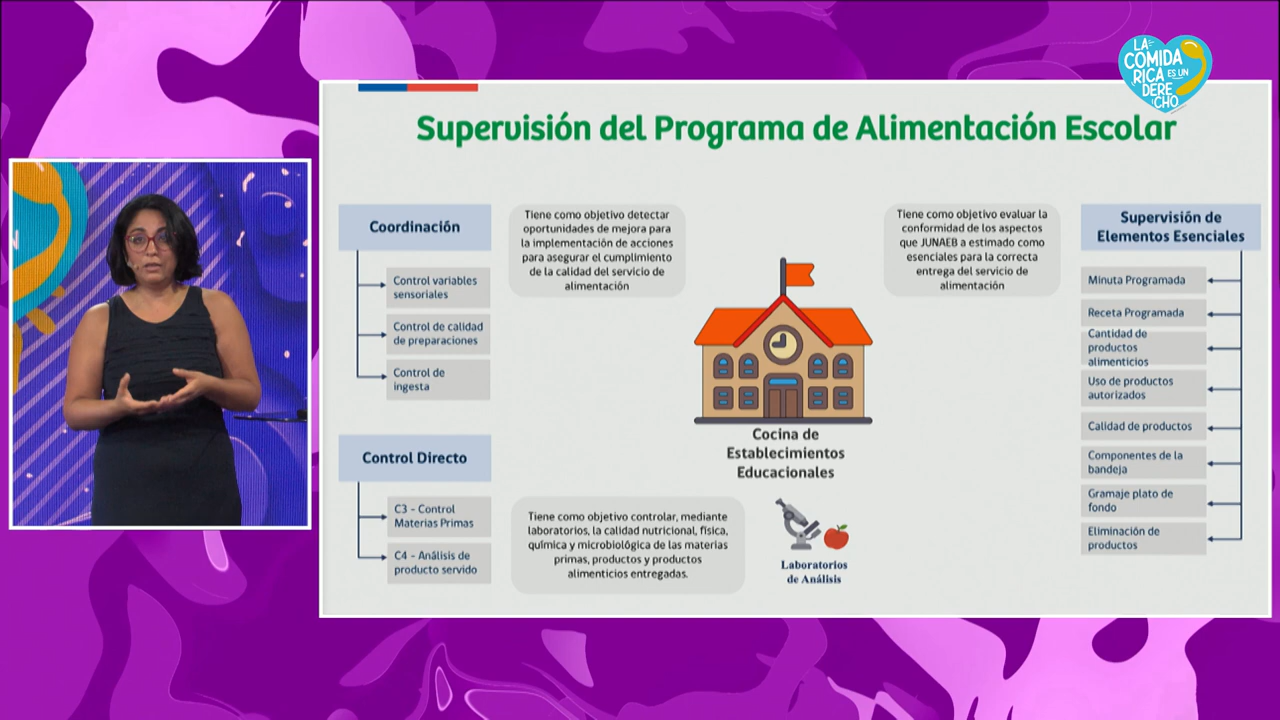 LA
COMIDA
RICA
ES UN
DERE
CHO
Supervisión del Programa de Alimentación Escolar
Coordinación
Control variables
sensoriales
Control de calidad
de preparaciones
Control de
ingesta
Tiene como objetivo detectar
oportunidades de mejora para
la implementación de acciones
para asegurar el cumplimiento
de la calidad del servicio de
alimentación
Tiene como objetivo evaluar la
conformidad de los aspectos
que JUNAEB a estimado como
esenciales para la correcta
entrega del servicio de
alimentación
Supervisión de
Elementos Esenciales
Minuta Programada
Receta Programada
Cantidad de
productos
alimenticios
Uso de productos
autorizados
Calidad de productos
Componentes de la
bandeja
Gramaje plato de
fondo
Eliminación de
productos
Cocina de
Establecimientos
Educacionales
Control Directo
C3 - Control
Materias Primas
C4 - Análisis de
producto servido
Tiene como objetivo controlar, mediante
laboratorios, la calidad nutricional, física,
química y microbiológica de las materias
primas, productos y productos
alimenticios entregadas.
Laboratorios
de Análisis